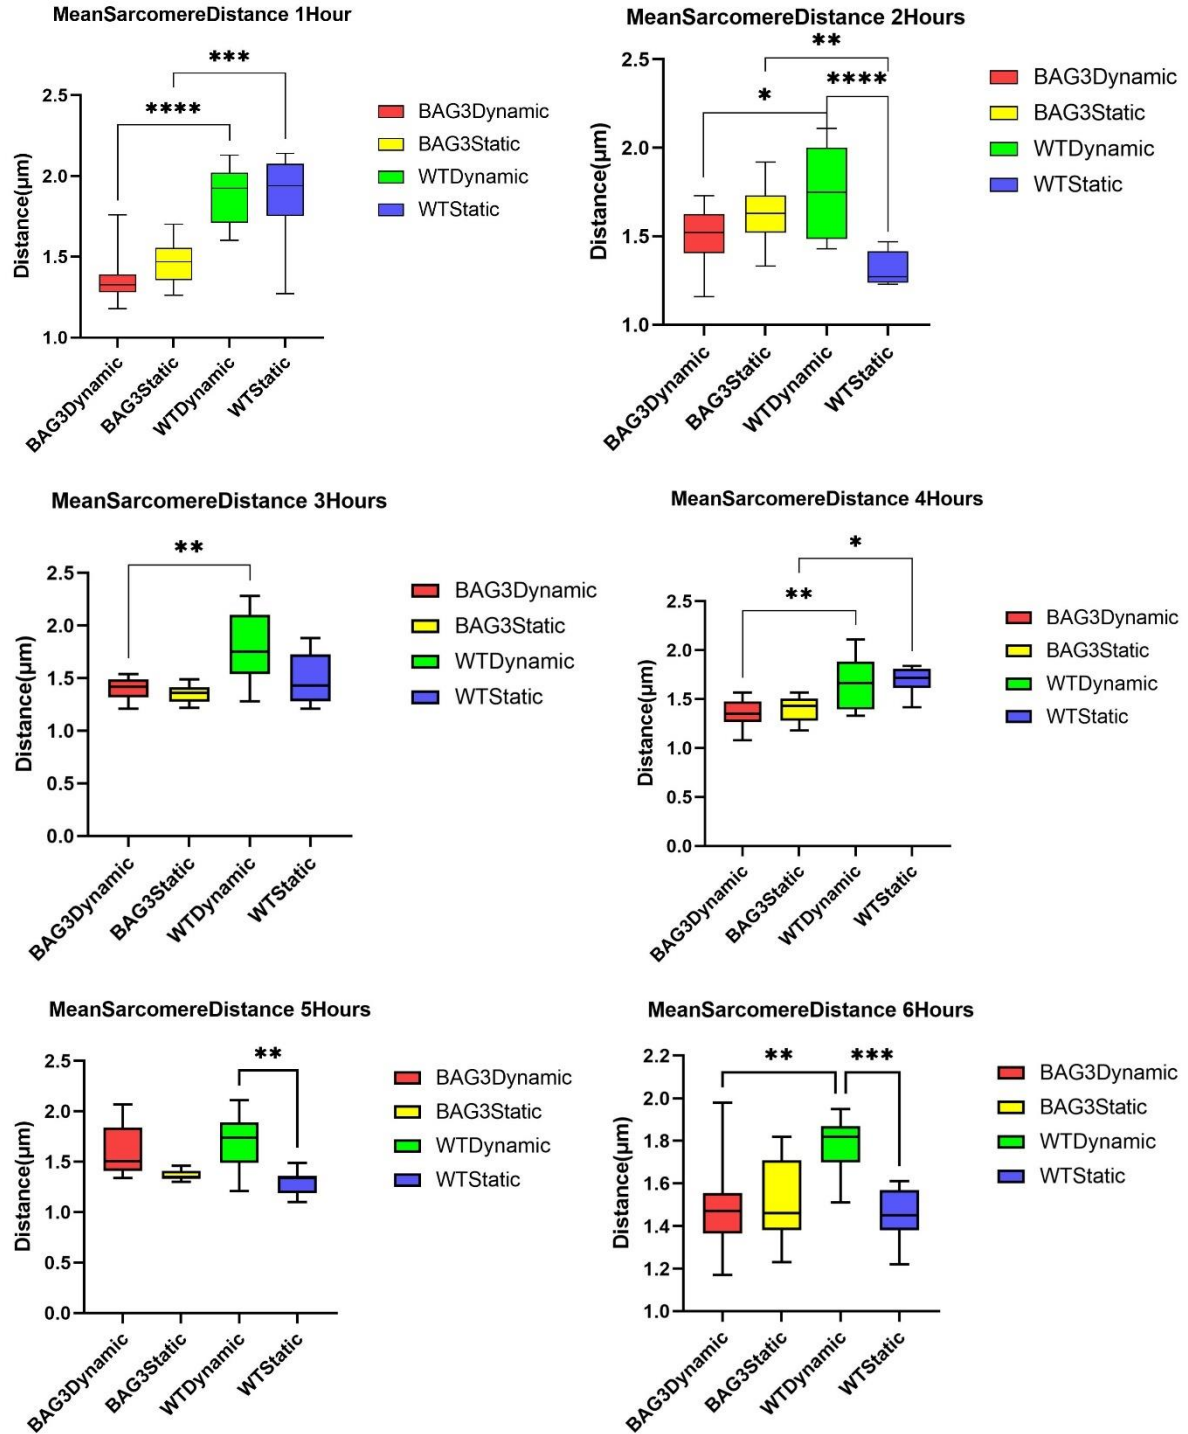 MeanSarcomereDistance 1Hour
***
****
Distance(µm)
2.5
2.0
1.5
1.0
BAG3Dynamic
BAG3Static
WTDynamic
WTStatic
BAG3Dynamic
BAG3Static
WTDynamic
WTStatic
MeanSarcomereDistance 2Hours
**
****
*
Distance(µm)
2.5
2.0
1.5
1.0
BAG3Dynamic
BAG3Static
WTDynamic
WTStatic
BAG3Dynamic
BAG3Static
WTDynamic
WTStatic
MeanSarcomereDistance 3Hours
**
Distance(µm)
2.5
2.0
1.5
1.0
0.5
0.0
BAG3Dynamic
BAG3Static
WTDynamic
WTStatic
BAG3Dynamic
BAG3Static
WTDynamic
WTStatic
MeanSarcomereDistance 4Hours
*
**
Distance(µm)
2.5
2.0
1.5
1.0
0.5
0.0
BAG3Dynamic
BAG3Static
WTDynamic
WTStatic
BAG3Dynamic
BAG3Static
WTDynamic
WTStatic
MeanSarcomereDistance 5Hours
**
Distance(µm)
2.5
2.0
1.5
1.0
0.5
0.0
BAG3Dynamic
BAG3Static
WTDynamic
WTStatic
BAG3Dynamic
BAG3Static
WTDynamic
WTStatic
MeanSarcomereDistance 6Hours
**
***
Distance(µm)
2.2
2.0
1.8
1.6
1.4
1.2
1.0
BAG3Dynamic
BAG3Static
WTDynamic
WTStatic
BAG3Dynamic
BAG3Static
WTDynamic
WTStatic